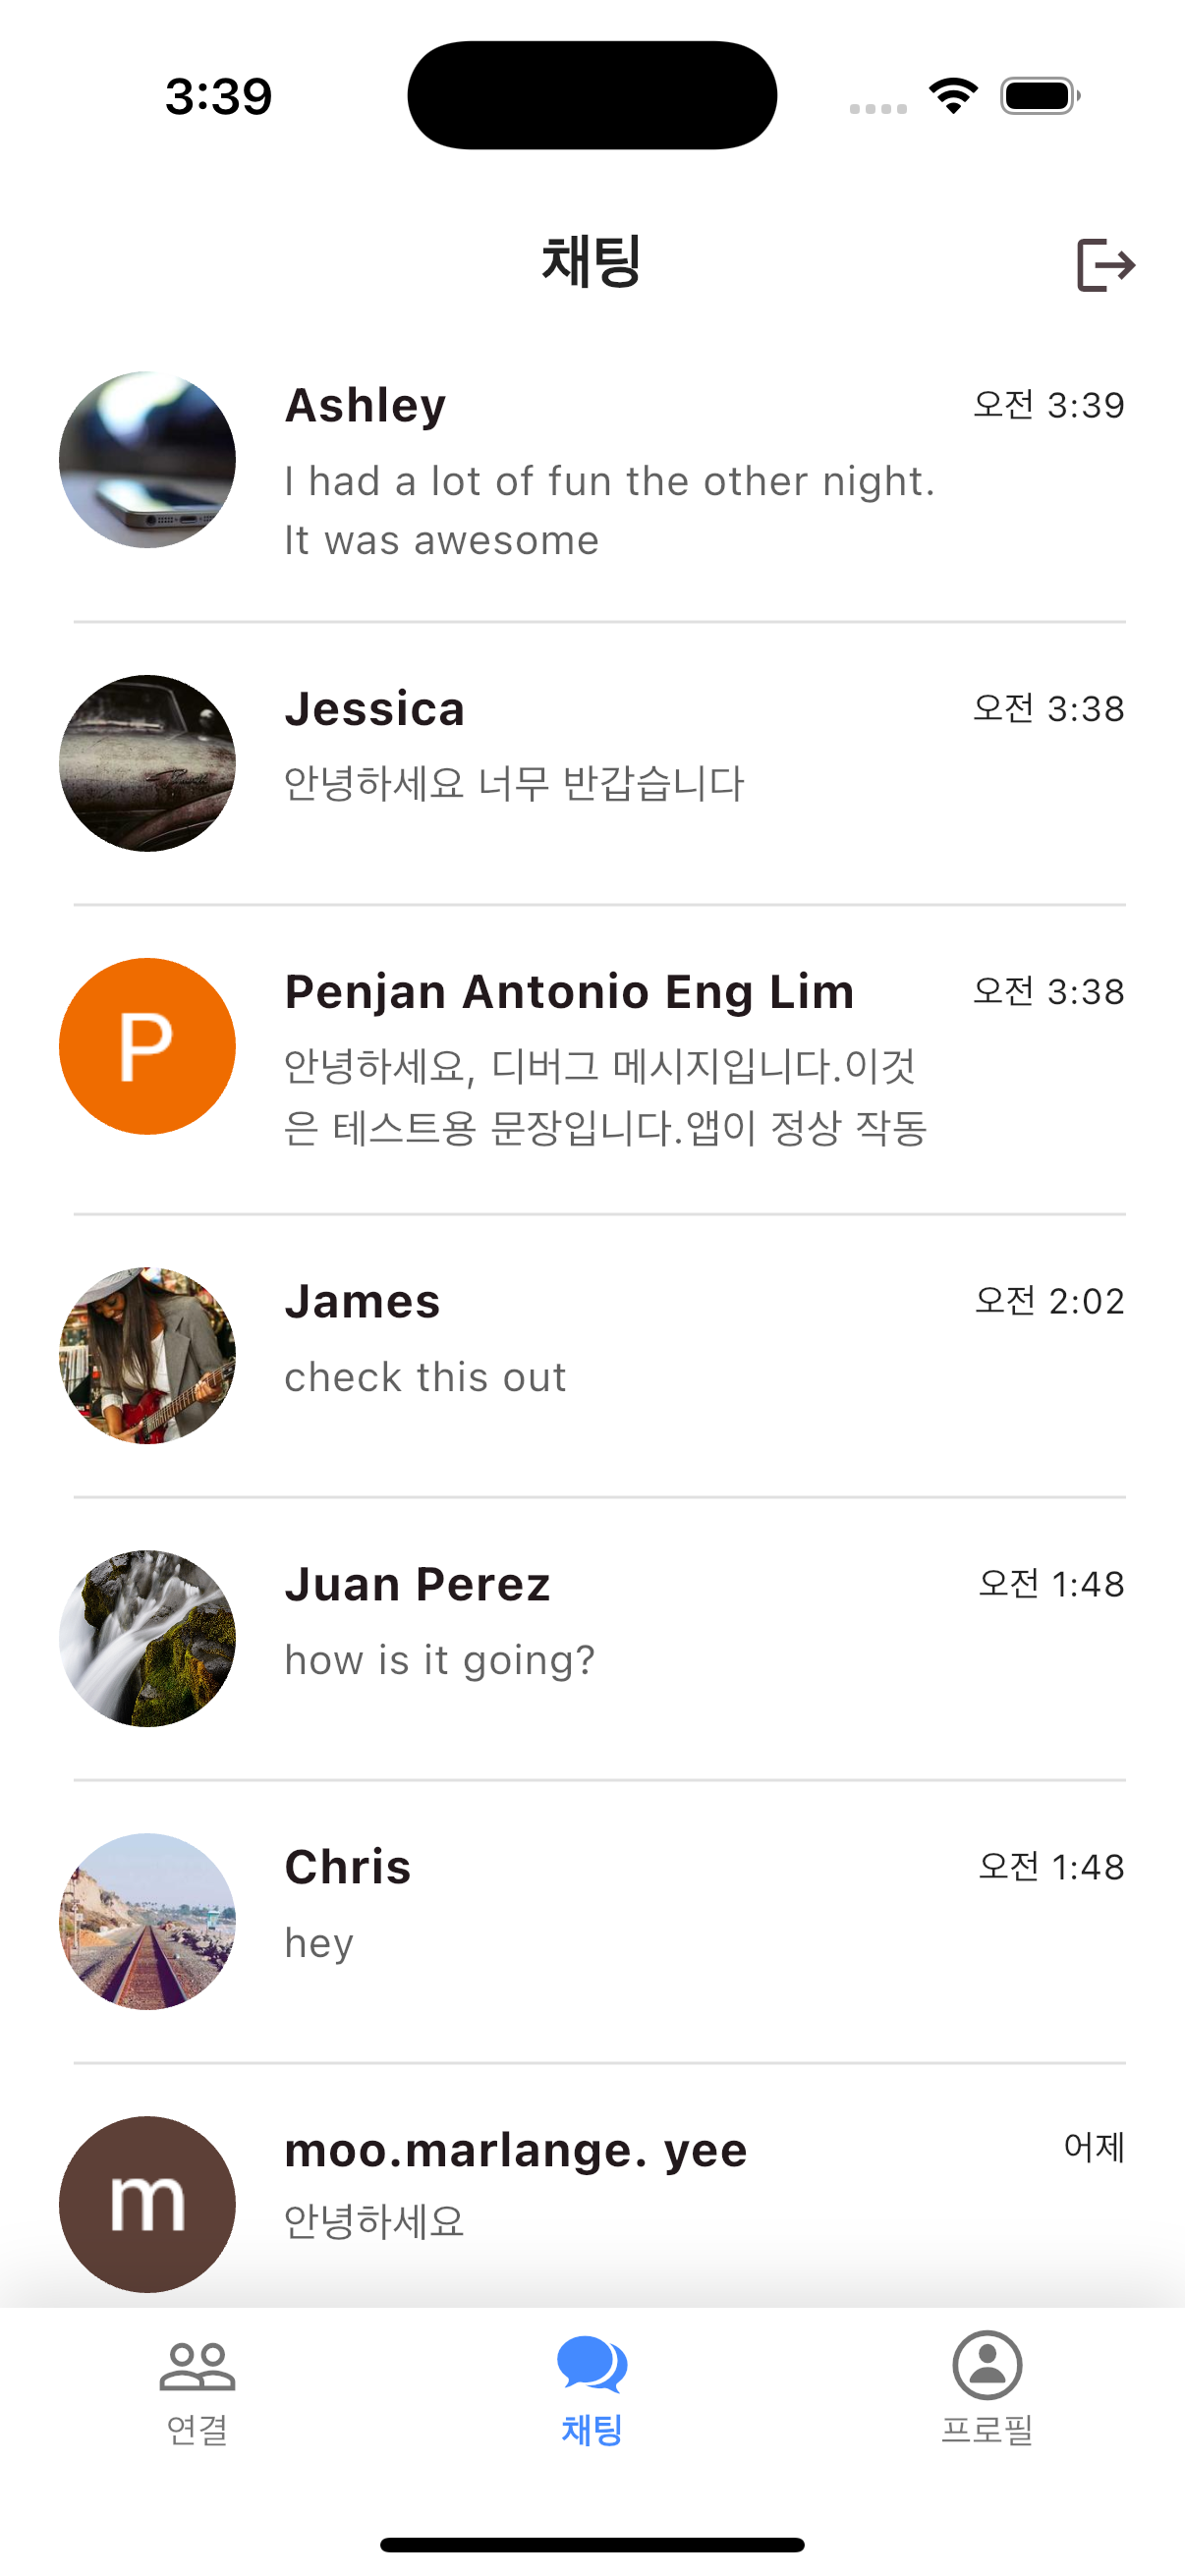 3:39
채팅
Ashley
오전 3:39
I had a lot of fun the other night.
It was awesome
Jessica
오전 3:38
안녕하세요 너무 반갑습니다
P
Penjan Antonio Eng Lim
오전 3:38
안녕하세요, 디버그 메시지입니다.이것
은 테스트용 문장입니다.앱이 정상 작동
James
오전 2:02
check this out
Juan Perez
오전 1:48
how is it going?
Chris
오전 1:48
hey
m
moo.marlange. yee
어제
안녕하세요
연결
채팅
프로필